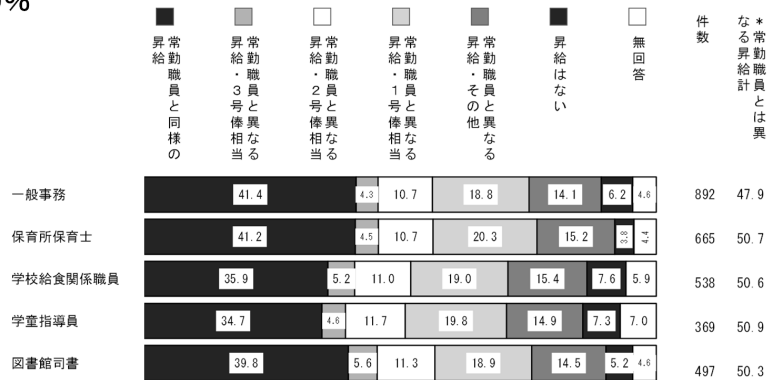 %
常勤職員と同様の
昇給
常勤職員と異なる
昇給・3号俸相当
常勤職員と異なる
昇給・2号俸相当
常勤職員と異なる
昇給・1号俸相当
常勤職員と異なる
昇給・その他
昇給はない
無回答
件数
*常勤職員とは異
なる昇給計
一般事務 41.4 4.3 10.7 18.8 14.1 6.2 4.6 892 47.9
保育所保育士 41.2 4.5 10.7 20.3 15.2 3.8 4.4 665 50.7
学校給食関係職員 35.9 5.2 11.0 19.0 15.4 7.6 5.9 538 50.6
学童指導員 34.7 4.6 11.7 19.8 14.9 7.3 7.0 369 50.9
図書館司書 39.8 5.6 11.3 18.9 14.5 5.2 4.6 497 50.3